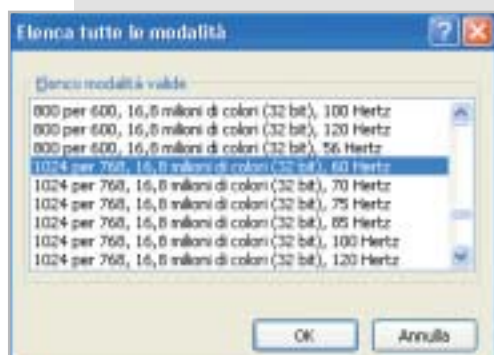 Elenca tutte le modalità
Elenco modalità valide
800 per 600, 16,8 milioni di colori (32 bit), 100 Hertz
800 per 600, 16,8 milioni di colori (32 bit), 120 Hertz
800 per 600, 16,8 milioni di colori (32 bit), 56 Hertz
1024 per 768, 16,8 milioni di colori (32 bit), 60 Hertz
1024 per 768, 16,8 milioni di colori (32 bit), 70 Hertz
1024 per 768, 16,8 milioni di colori (32 bit), 75 Hertz
1024 per 768, 16,8 milioni di colori (32 bit), 85 Hertz
1024 per 768, 16,8 milioni di colori (32 bit), 100 Hertz
1024 per 768, 16,8 milioni di colori (32 bit), 120 Hertz
OK Annulla